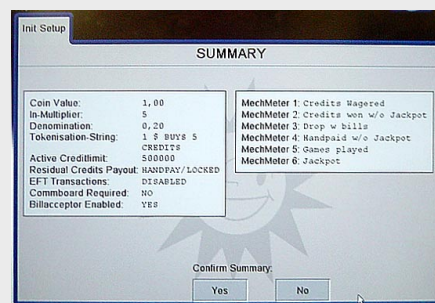 Init Setup
SUMMARY
Coin Value: 1,00
In-Multiplier: 5
Denomination: 0,20
Tokenisation-String: 1 $ BUYS 5
CREDITS
Active Creditlimit: 500000
Residual Credits Payout: HANDPAY/LOCKED
EFT Transactions: DISABLED
Commboard Required: NO
Billacceptor Enabled: YES
MechMeter 1: Credits Wagered
MechMeter 2: Credits won w/o Jackpot
MechMeter 3: Drop w bills
MechMeter 4: Handpaid w/o Jackpot
MechMeter 5: Games played
MechMeter 6: Jackpot
Confirm Summary:
Yes
No